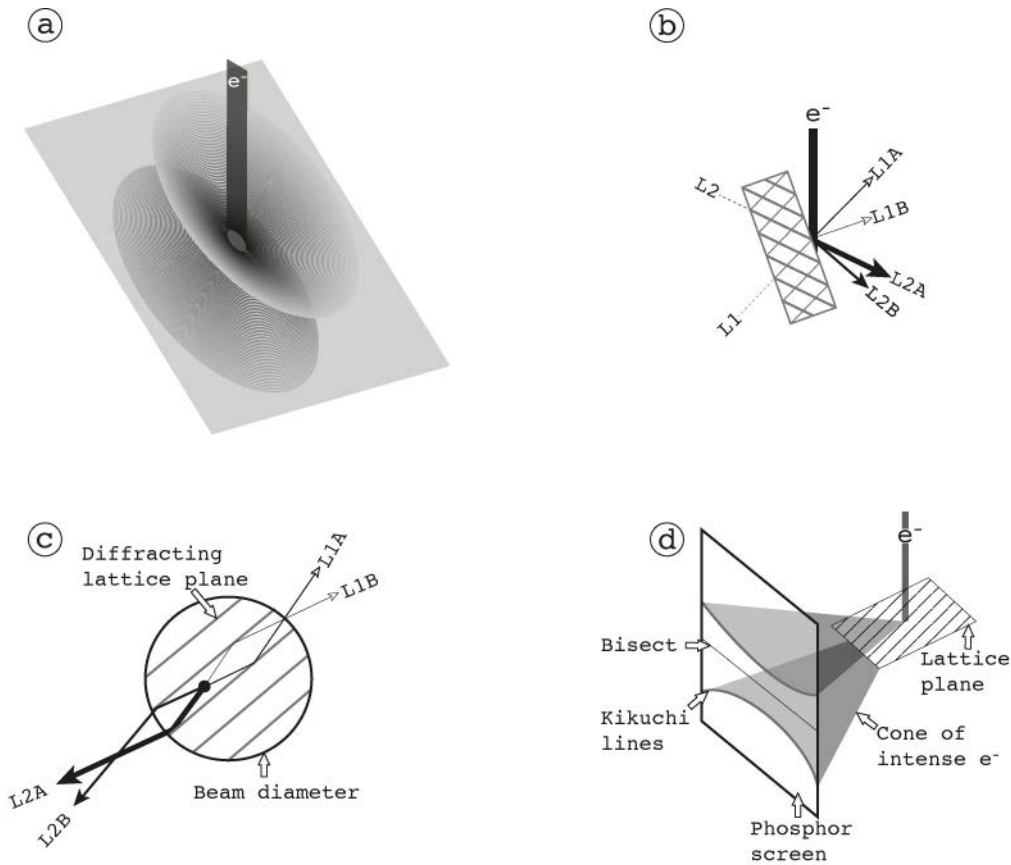 a
e⁻
b
e⁻
L1A
L2
L1B
L2A
L2B
L1
c
Diffracting
lattice plane
L1A
L1B
L2A
L2B
Beam diameter
d
e⁻
Bisect
Lattice
plane
Kikuchi
lines
Cone of
intense e⁻
Phosphor
screen